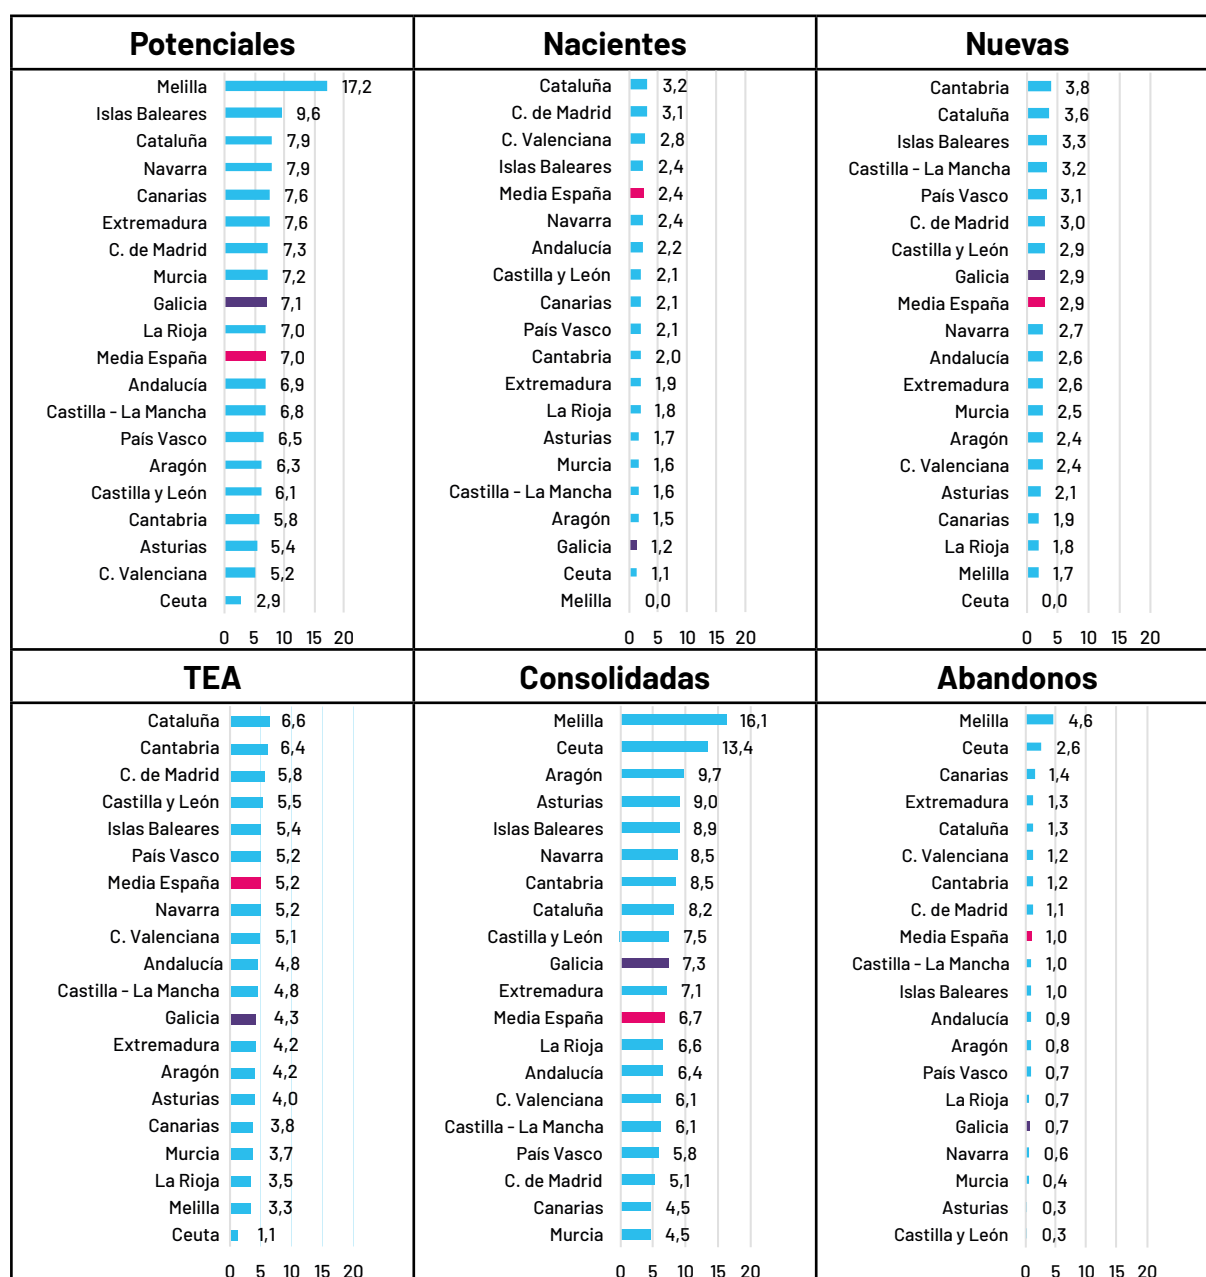 Potenciales
Melilla 17,2
Islas Baleares 9,6
Cataluña 7,9
Navarra 7,9
Canarias 7,6
Extremadura 7,6
C. de Madrid 7,3
Murcia 7,2
Galicia 7,1
La Rioja 7,0
Media España 7,0
Andalucía 6,9
Castilla - La Mancha 6,8
País Vasco 6,5
Aragón 6,3
Castilla y León 6,1
Cantabria 5,8
Asturias 5,4
C. Valenciana 5,2
Ceuta 2,9
0 5 10 15 20
Nacientes
Cataluña 3,2
C. de Madrid 3,1
C. Valenciana 2,8
Islas Baleares 2,4
Media España 2,4
Navarra 2,4
Andalucía 2,2
Castilla y León 2,1
Canarias 2,1
País Vasco 2,1
Cantabria 2,0
Extremadura 1,9
La Rioja 1,8
Asturias 1,7
Murcia 1,6
Castilla - La Mancha 1,6
Aragón 1,5
Galicia 1,2
Ceuta 1,1
Melilla 0,0
0 5 10 15 20
Nuevas
Cantabria 3,8
Cataluña 3,6
Islas Baleares 3,3
Castilla - La Mancha 3,2
País Vasco 3,1
C. de Madrid 3,0
Castilla y León 2,9
Galicia 2,9
Media España 2,9
Navarra 2,7
Andalucía 2,6
Extremadura 2,6
Murcia 2,5
Aragón 2,4
C. Valenciana 2,4
Asturias 2,1
Canarias 1,9
La Rioja 1,8
Melilla 1,7
Ceuta 0,0
0 5 10 15 20
TEA
Cataluña 6,6
Cantabria 6,4
C. de Madrid 5,8
Castilla y León 5,5
Islas Baleares 5,4
País Vasco 5,2
Media España 5,2
Navarra 5,2
C. Valenciana 5,1
Andalucía 4,8
Castilla - La Mancha 4,8
Galicia 4,3
Extremadura 4,2
Aragón 4,2
Asturias 4,0
Canarias 3,8
Murcia 3,7
La Rioja 3,5
Melilla 3,3
Ceuta 1,1
0 5 10 15 20
Consolidadas
Melilla 16,1
Ceuta 13,4
Aragón 9,7
Asturias 9,0
Islas Baleares 8,9
Navarra 8,5
Cantabria 8,5
Cataluña 8,2
Castilla y León 7,5
Galicia 7,3
Extremadura 7,1
Media España 6,7
La Rioja 6,6
Andalucía 6,4
C. Valenciana 6,1
Castilla - La Mancha 6,1
País Vasco 5,8
C. de Madrid 5,1
Canarias 4,5
Murcia 4,5
0 5 10 15 20
Abandonos
Melilla 4,6
Ceuta 2,6
Canarias 1,4
Extremadura 1,3
Cataluña 1,3
C. Valenciana 1,2
Cantabria 1,2
C. de Madrid 1,1
Media España 1,0
Castilla - La Mancha 1,0
Islas Baleares 1,0
Andalucía 0,9
Aragón 0,8
País Vasco 0,7
La Rioja 0,7
Galicia 0,7
Navarra 0,6
Murcia 0,4
Asturias 0,3
Castilla y León 0,3
0 5 10 15 20